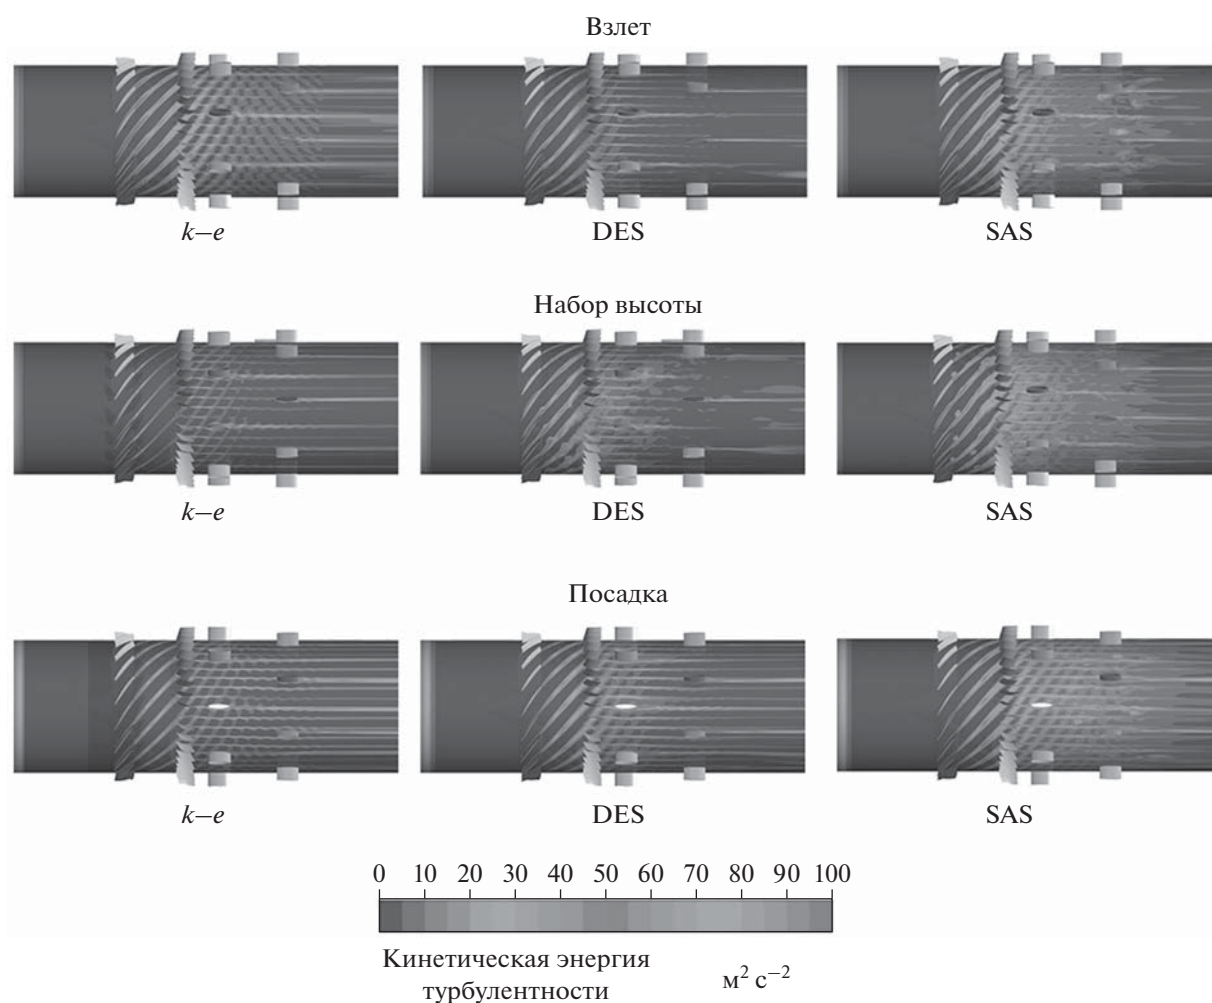 Взлет
k–e DES SAS
Набор высоты
k–e DES SAS
Посадка
k–e DES SAS
0 10 20 30 40 50 60 70 80 90 100
Кинетическая энергия
турбулентности
м² с⁻²